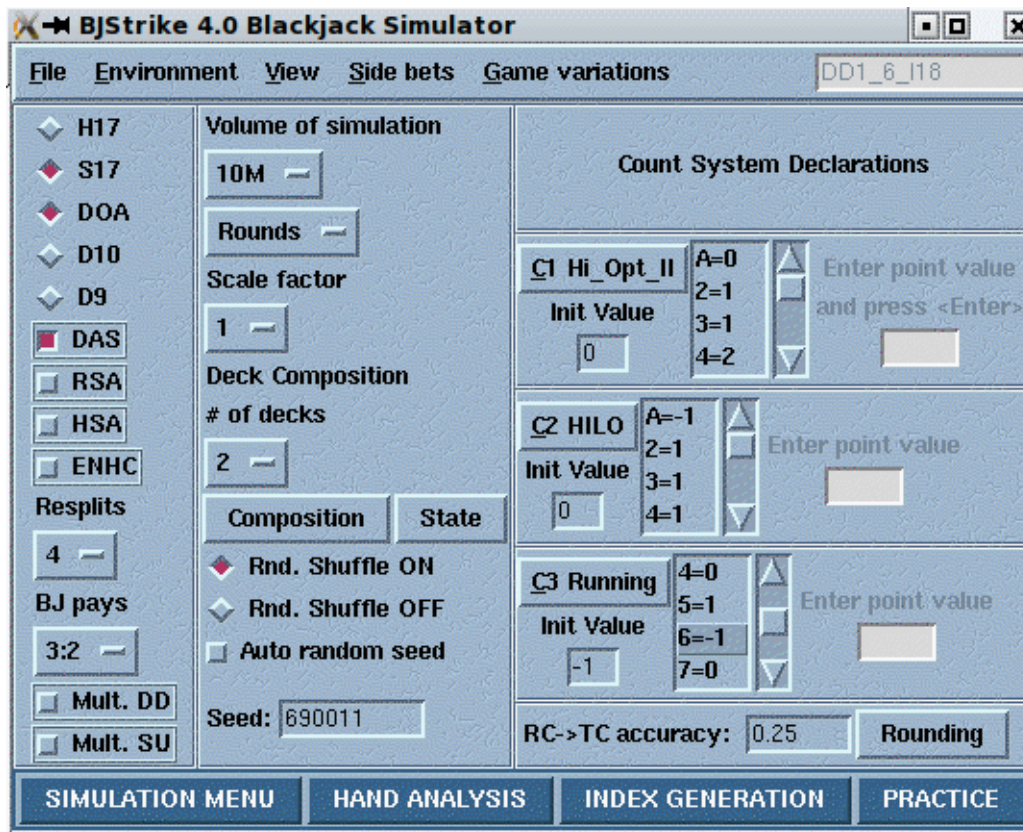 BJStrike 4.0 Blackjack Simulator
File Environment View Side bets Game variations DD1_6_I18
H17
S17
DOA
D10
D9
DAS
RSA
HSA
ENHC
Resplits
4
BJ pays
3:2
Mult. DD
Mult. SU
Volume of simulation
10M
Rounds
Scale factor
1
Deck Composition
# of decks
2
Composition State
Rnd. Shuffle ON
Rnd. Shuffle OFF
Auto random seed
Seed: 690011
Count System Declarations
C1 Hi_Opt_II
Init Value
0
A=0
2=1
3=1
4=2
Enter point value
and press <Enter>
C2 HILO
Init Value
0
A=-1
2=1
3=1
4=1
Enter point value
C3 Running
Init Value
-1
4=0
5=1
6=-1
7=0
Enter point value
RC->TC accuracy: 0.25 Rounding
SIMULATION MENU HAND ANALYSIS INDEX GENERATION PRACTICE